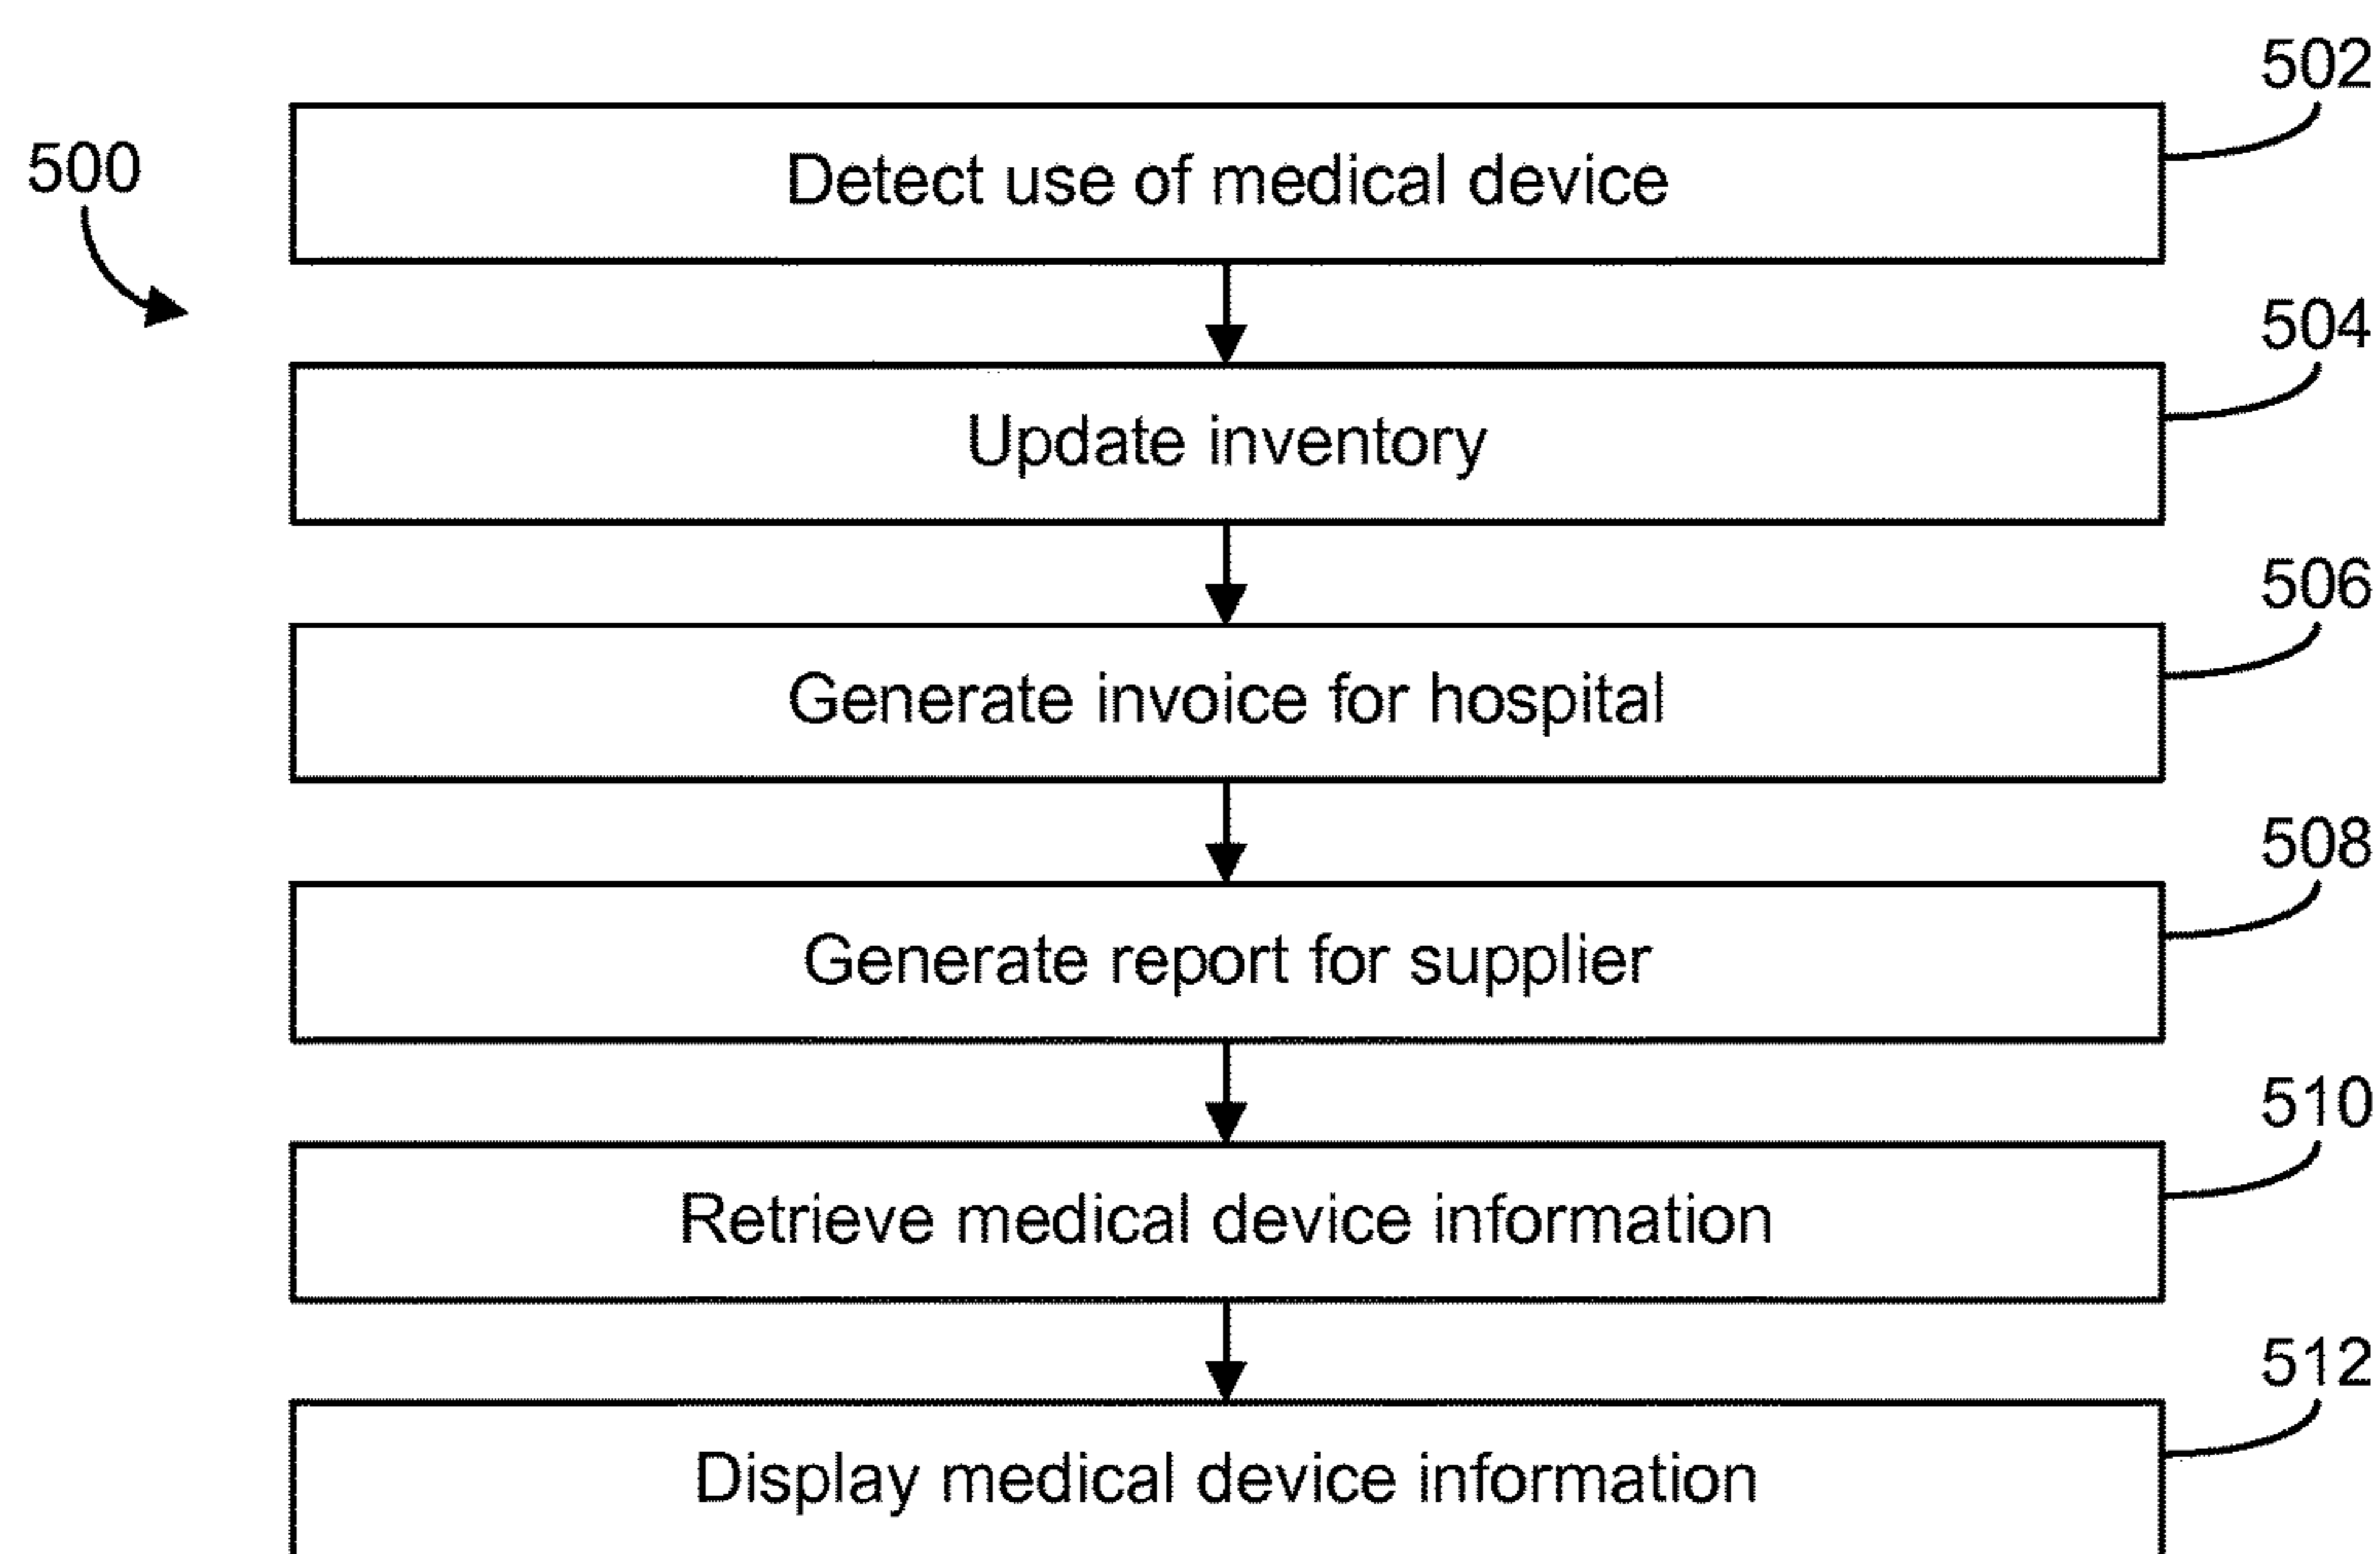 502
500
Detect use of medical device
504
Update inventory
506
Generate invoice for hospital
508
Generate report for supplier
510
Retrieve medical device information
512
Display medical device information